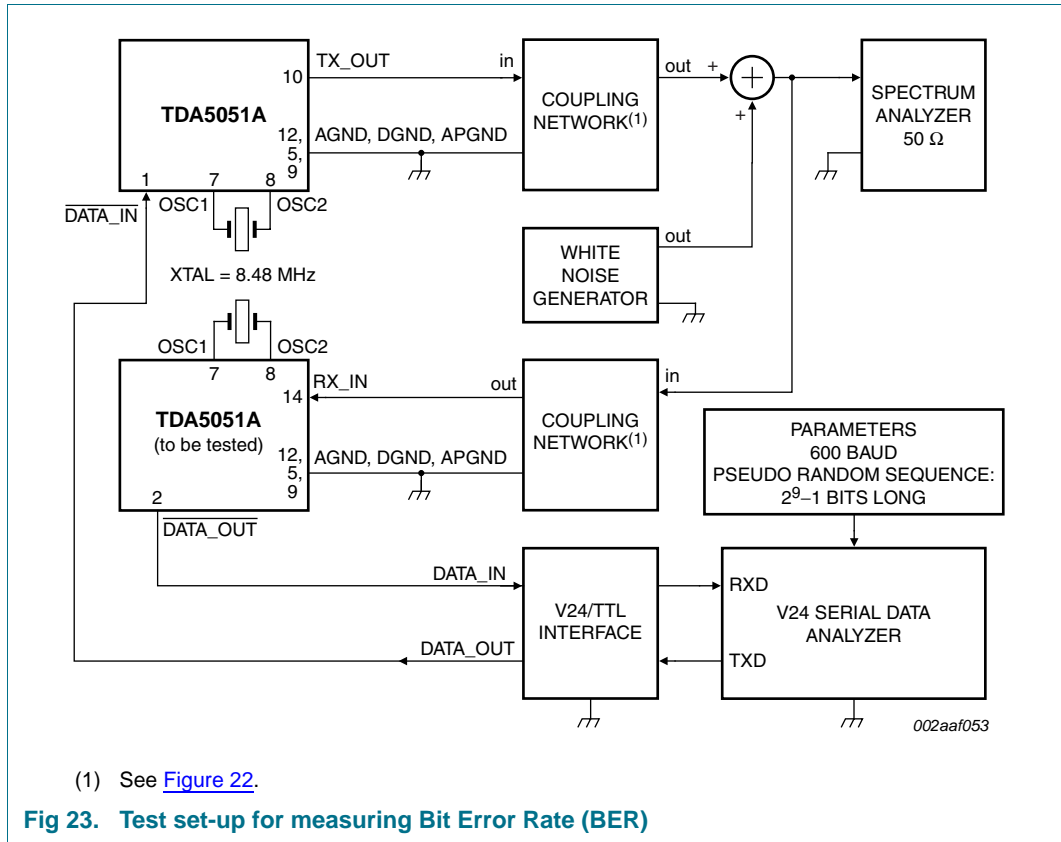 TX_OUT
in
out
+
10
TDA5051A
COUPLING
NETWORK(1)
+
+
SPECTRUM
ANALYZER
50 Ω
12,
5,
9
AGND, DGND, APGND
1
7
8
DATA_IN
OSC1
OSC2
XTAL = 8.48 MHz
WHITE
NOISE
GENERATOR
out
OSC1
OSC2
7
8
RX_IN
out
in
14
TDA5051A
(to be tested)
COUPLING
NETWORK(1)
12,
5,
9
AGND, DGND, APGND
2
DATA_OUT
PARAMETERS
600 BAUD
PSEUDO RANDOM SEQUENCE:
2⁹–1 BITS LONG
DATA_IN
V24/TTL
INTERFACE
RXD
V24 SERIAL DATA
ANALYZER
DATA_OUT
TXD
002aaf053
(1) See Figure 22.
Fig 23. Test set-up for measuring Bit Error Rate (BER)